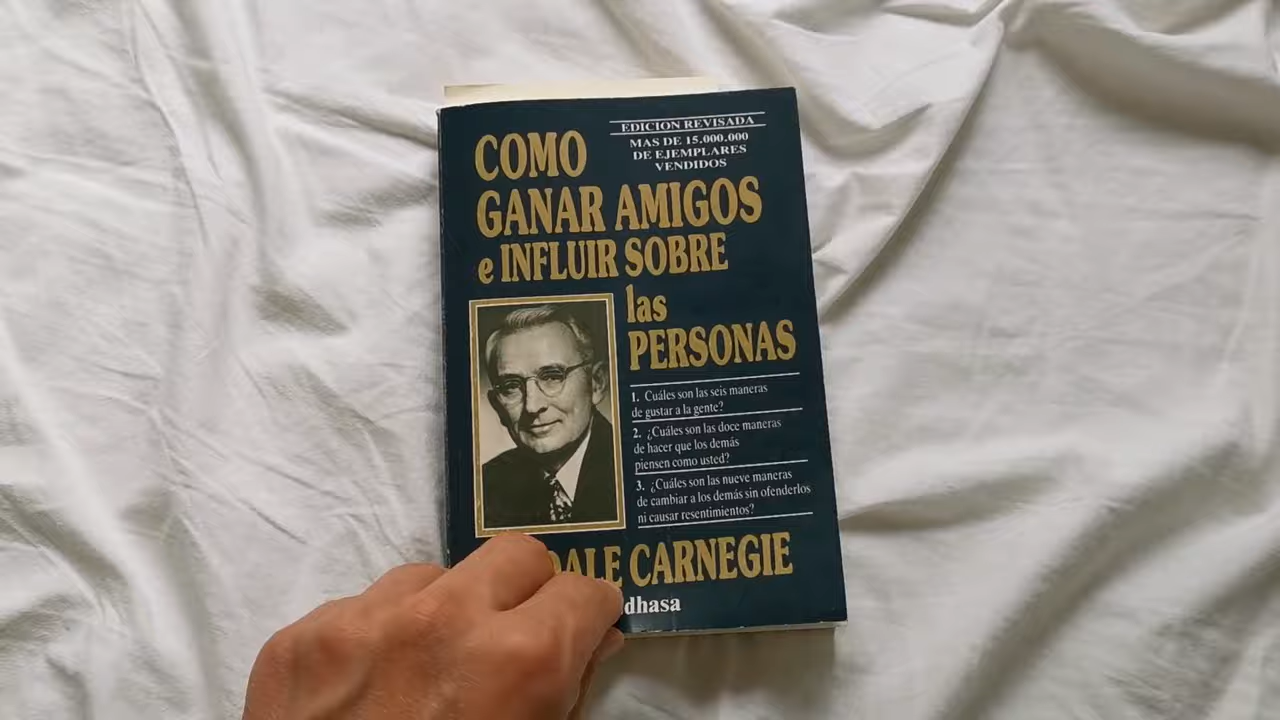 COMO
GANAR AMIGOS
e INFLUIR SOBRE
las
PERSONAS
EDICION REVISADA
MAS DE 15.000.000
DE EJEMPLARES
VENDIDOS
1. Cuáles son las seis maneras
de gustar a la gente?
2. ¿Cuáles son las doce maneras
de hacer que los demás
piensen como usted?
3. ¿Cuáles son las nueve maneras
de cambiar a los demás sin ofenderlos
ni causar resentimientos?
DALE CARNEGIE